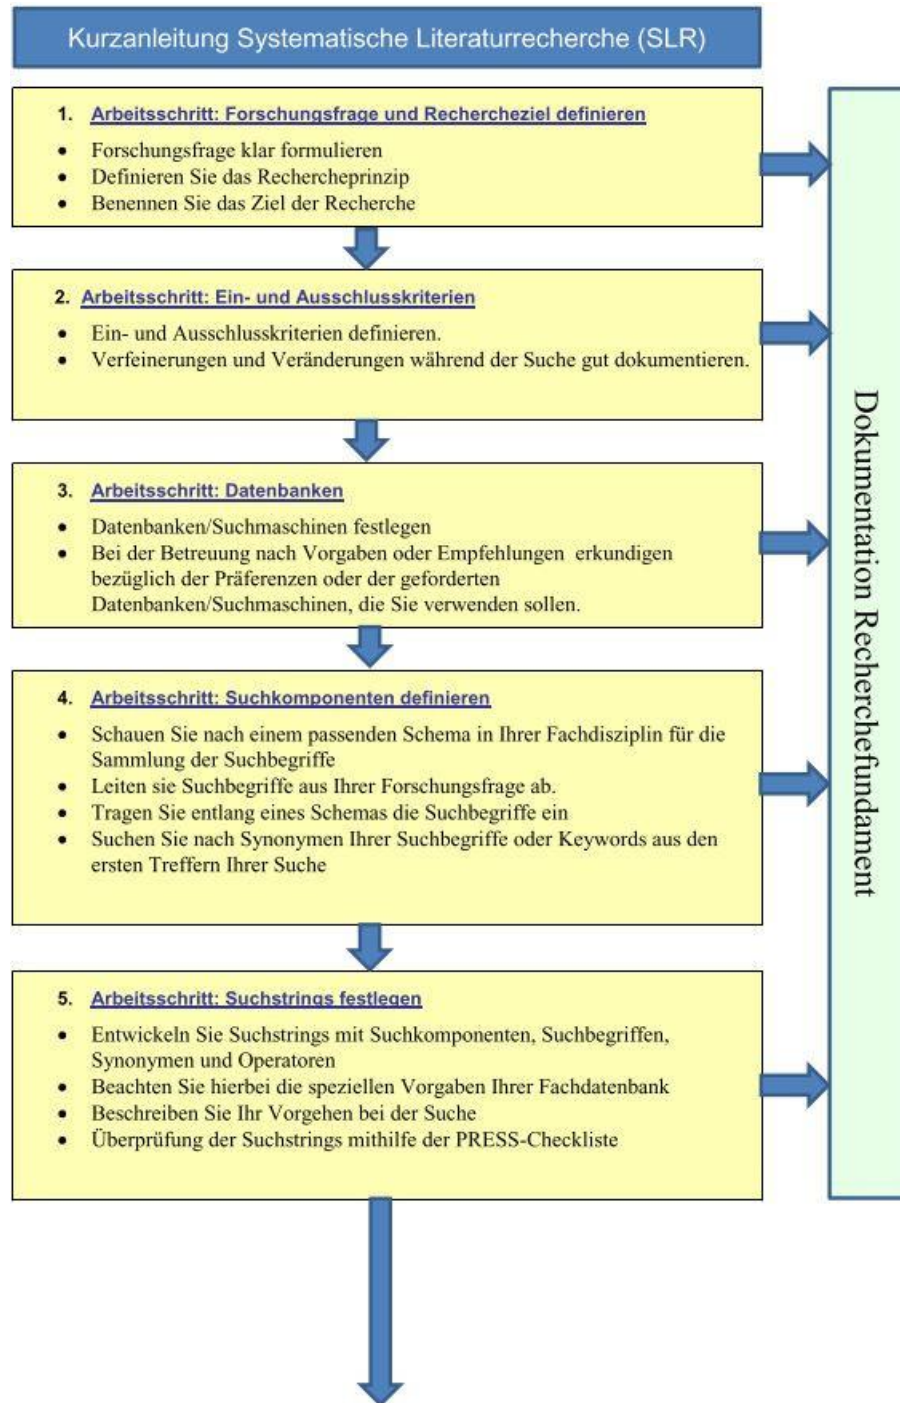 Kurzanleitung Systematische Literaturrecherche (SLR)
1. Arbeitsschritt: Forschungsfrage und Rechercheziel definieren
• Forschungsfrage klar formulieren
• Definieren Sie das Rechercheprinzip
• Benennen Sie das Ziel der Recherche
2. Arbeitsschritt: Ein- und Ausschlusskriterien
• Ein- und Ausschlusskriterien definieren.
• Verfeinerungen und Veränderungen während der Suche gut dokumentieren.
3. Arbeitsschritt: Datenbanken
• Datenbanken/Suchmaschinen festlegen
• Bei der Betreuung nach Vorgaben oder Empfehlungen erkundigen
bezüglich der Präferenzen oder der geforderten
Datenbanken/Suchmaschinen, die Sie verwenden sollen.
4. Arbeitsschritt: Suchkomponenten definieren
• Schauen Sie nach einem passenden Schema in Ihrer Fachdisziplin für die
Sammlung der Suchbegriffe
• Leiten sie Suchbegriffe aus Ihrer Forschungsfrage ab.
• Tragen Sie entlang eines Schemas die Suchbegriffe ein
• Suchen Sie nach Synonymen Ihrer Suchbegriffe oder Keywords aus den
ersten Treffern Ihrer Suche
5. Arbeitsschritt: Suchstrings festlegen
• Entwickeln Sie Suchstrings mit Suchkomponenten, Suchbegriffen,
Synonymen und Operatoren
• Beachten Sie hierbei die speziellen Vorgaben Ihrer Fachdatenbank
• Beschreiben Sie Ihr Vorgehen bei der Suche
• Überprüfung der Suchstrings mithilfe der PRESS-Checkliste
Dokumentation Recherchefundament